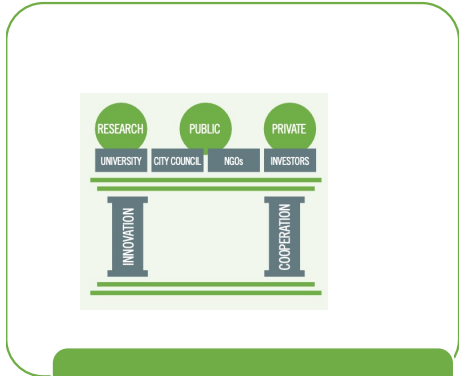 RESEARCH PUBLIC PRIVATE
UNIVERSITY CITY COUNCIL NGOs INVESTORS
INNOVATION
COOPERATION